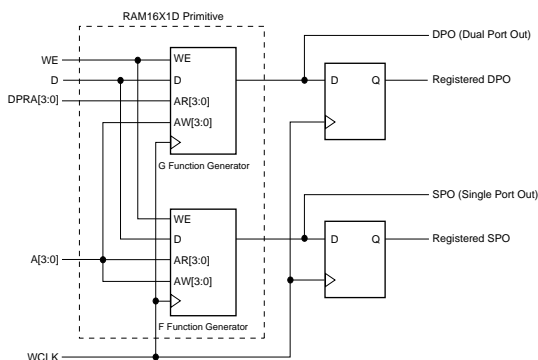 RAM16X1D Primitive
DPO (Dual Port Out)
WE
WE
D
D
D
Q
Registered DPO
DPRA[3:0]
AR[3:0]
AW[3:0]
G Function Generator
SPO (Single Port Out)
WE
D
D
Q
Registered SPO
A[3:0]
AR[3:0]
AW[3:0]
F Function Generator
WCLK